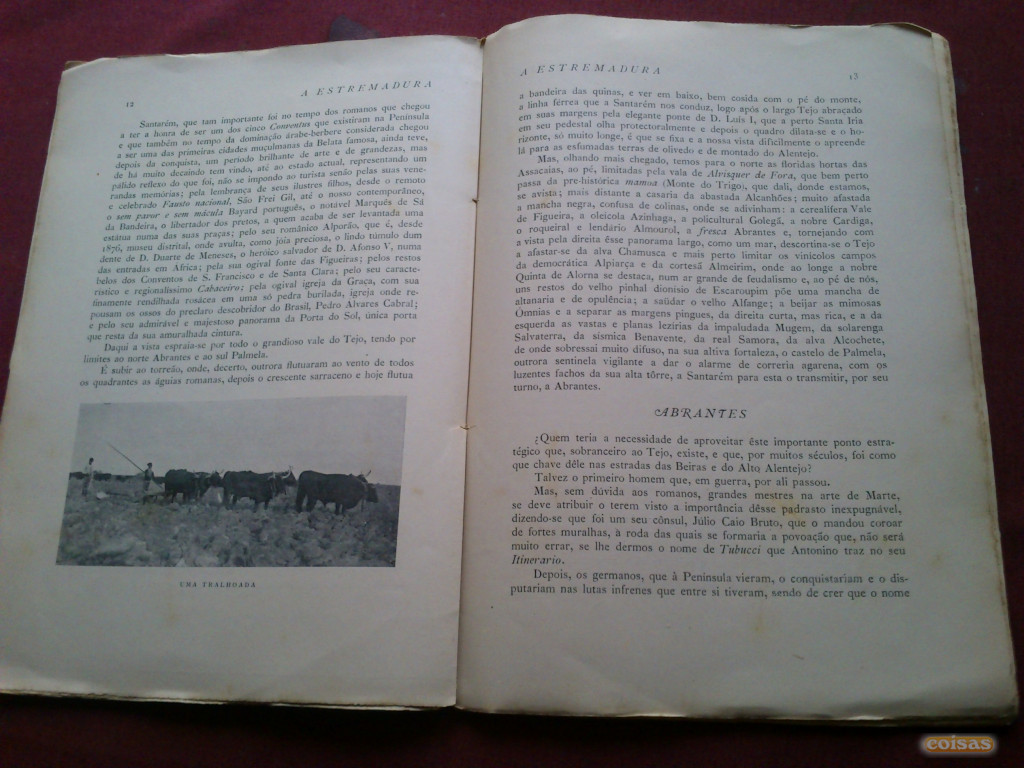 12
A ESTREMADURA
Santarém, que tam importante foi no tempo dos romanos que chegou
a ter a honra de ser um dos cinco Conventus que existiram na Península
e que também no tempo da dominação árabe-berbere considerada chegou
a ser uma das primeiras cidades muçulmanas da Belata famosa, ainda teve,
depois da conquista, um período brilhante de arte e de grandezas, mas
de há muito decaindo tem vindo, até ao estado actual, representando um
pálido reflexo do que foi, não se impondo ao turista senão pelas suas vene-
randas memórias; pela lembrança de seus ilustres filhos, desde o remoto
e celebrado Fausto nacional, São Frei Gil, até o nosso contemporâneo,
o sem pavor e sem mácula Bayard português, o notável Marquês de Sá
da Bandeira, o libertador dos pretos, a quem acaba de ser levantada uma
estátua numa das suas praças; pelo seu românico Alporão, que é, desde
1876, museu distrital, onde avulta, como jóia preciosa, o lindo túmulo dum
dente de D. Duarte de Meneses, o heróico salvador de D. Afonso V, numa
das entradas em África; pela sua ogival fonte das Figueiras; pelos restos
belos dos Conventos de S. Francisco e de Santa Clara; pelo seu caracte-
rístico e regionalíssimo Cabaceiro; pela ogival igreja da Graça, com sua
finamente rendilhada rosácea em uma só pedra burilada, igreja onde re-
pousam os ossos do preclaro descobridor do Brasil, Pedro Álvares Cabral;
e pelo seu admirável e majestoso panorama da Porta do Sol, única porta
que resta da sua amuralhada cintura.
Daqui a vista espraia-se por todo o grandioso vale do Tejo, tendo por
limites ao norte Abrantes e ao sul Palmela.
É subir ao torreão, onde, decerto, outrora flutuaram ao vento de todos
os quadrantes as águias romanas, depois o crescente sarraceno e hoje flutua
UMA TRALHOADA
A ESTREMADURA
13
a bandeira das quinas, e ver em baixo, bem cosida com o pé do monte,
a linha férrea que a Santarém nos conduz, logo após o largo Tejo abraçado
em suas margens pela elegante ponte de D. Luís I, que a perto Santa Iria
em seu pedestal olha protectoralmente e depois o quadro dilata-se e o ho-
rizonte, só muito longe, é que se fixa e a nossa vista dificilmente o apreende
lá para as esfumadas terras de olivedo e de montado do Alentejo.
Mas, olhando mais chegado, temos para o norte as floridas hortas das
Assacaias, ao pé, limitadas pela vala de Alvisquer de Fora, que bem perto
passa da pre-histórica mamoa (Monte do Trigo), que dali, donde estamos,
se avista; mais distante a casaria da abastada Alcanhões; muito afastada
a mancha negra, confusa de colinas, onde se adivinham: a cerealífera Vale
de Figueira, a oleícola Azinhaga, a policultural Golegã, a nobre Cardiga,
o roqueiral e lendário Almourol, a fresca Abrantes e, tornejando com
a vista pela direita êsse panorama largo, como um mar, descortina-se o Tejo
a afastar-se da alva Chamusca e mais perto limitar os vinícolos campos
da democrática Alpiarça e da cortesã Almeirim, onde ao longe a nobre
Quinta de Alorna se destaca, num ar grande de feudalismo e, ao pé de nós,
uns restos do velho pinhal dionísio de Escaroupim põe uma mancha de
altanaria e de opulência; a saúdar o velho Alfange; a beijar as mimosas
Ómnias e a separar as margens pingues, da direita curta, mas rica, e a da
esquerda as vastas e planas lezírias da impaludada Mugem, da solarenga
Salvaterra, da sísmica Benavente, da real Samora, da alva Alcochete,
de onde sobressai muito difuso, na sua altiva fortaleza, o castelo de Palmela,
outrora sentinela vigilante a dar o alarme de correria agarena, com os
luzentes fachos da sua alta tôrre, a Santarém para esta o transmitir, por seu
turno, a Abrantes.
ABRANTES
¿Quem teria a necessidade de aproveitar êste importante ponto estra-
tégico que, sobranceiro ao Tejo, existe, e que, por muitos séculos, foi como
que chave dêle nas estradas das Beiras e do Alto Alentejo?
Talvez o primeiro homem que, em guerra, por ali passou.
Mas, sem dúvida aos romanos, grandes mestres na arte de Marte,
se deve atribuir o terem visto a importância dêsse padrasto inexpugnável,
dizendo-se que foi um seu cônsul, Júlio Caio Bruto, que o mandou coroar
de fortes muralhas, à roda das quais se formaria a povoação que, não será
muito errar, se lhe dermos o nome de Tubucci que Antonino traz no seu
Itinerario.
Depois, os germanos, que à Península vieram, o conquistariam e o dis-
putariam nas lutas infrenes que entre si tiveram, sendo de crer que o nome
coisas